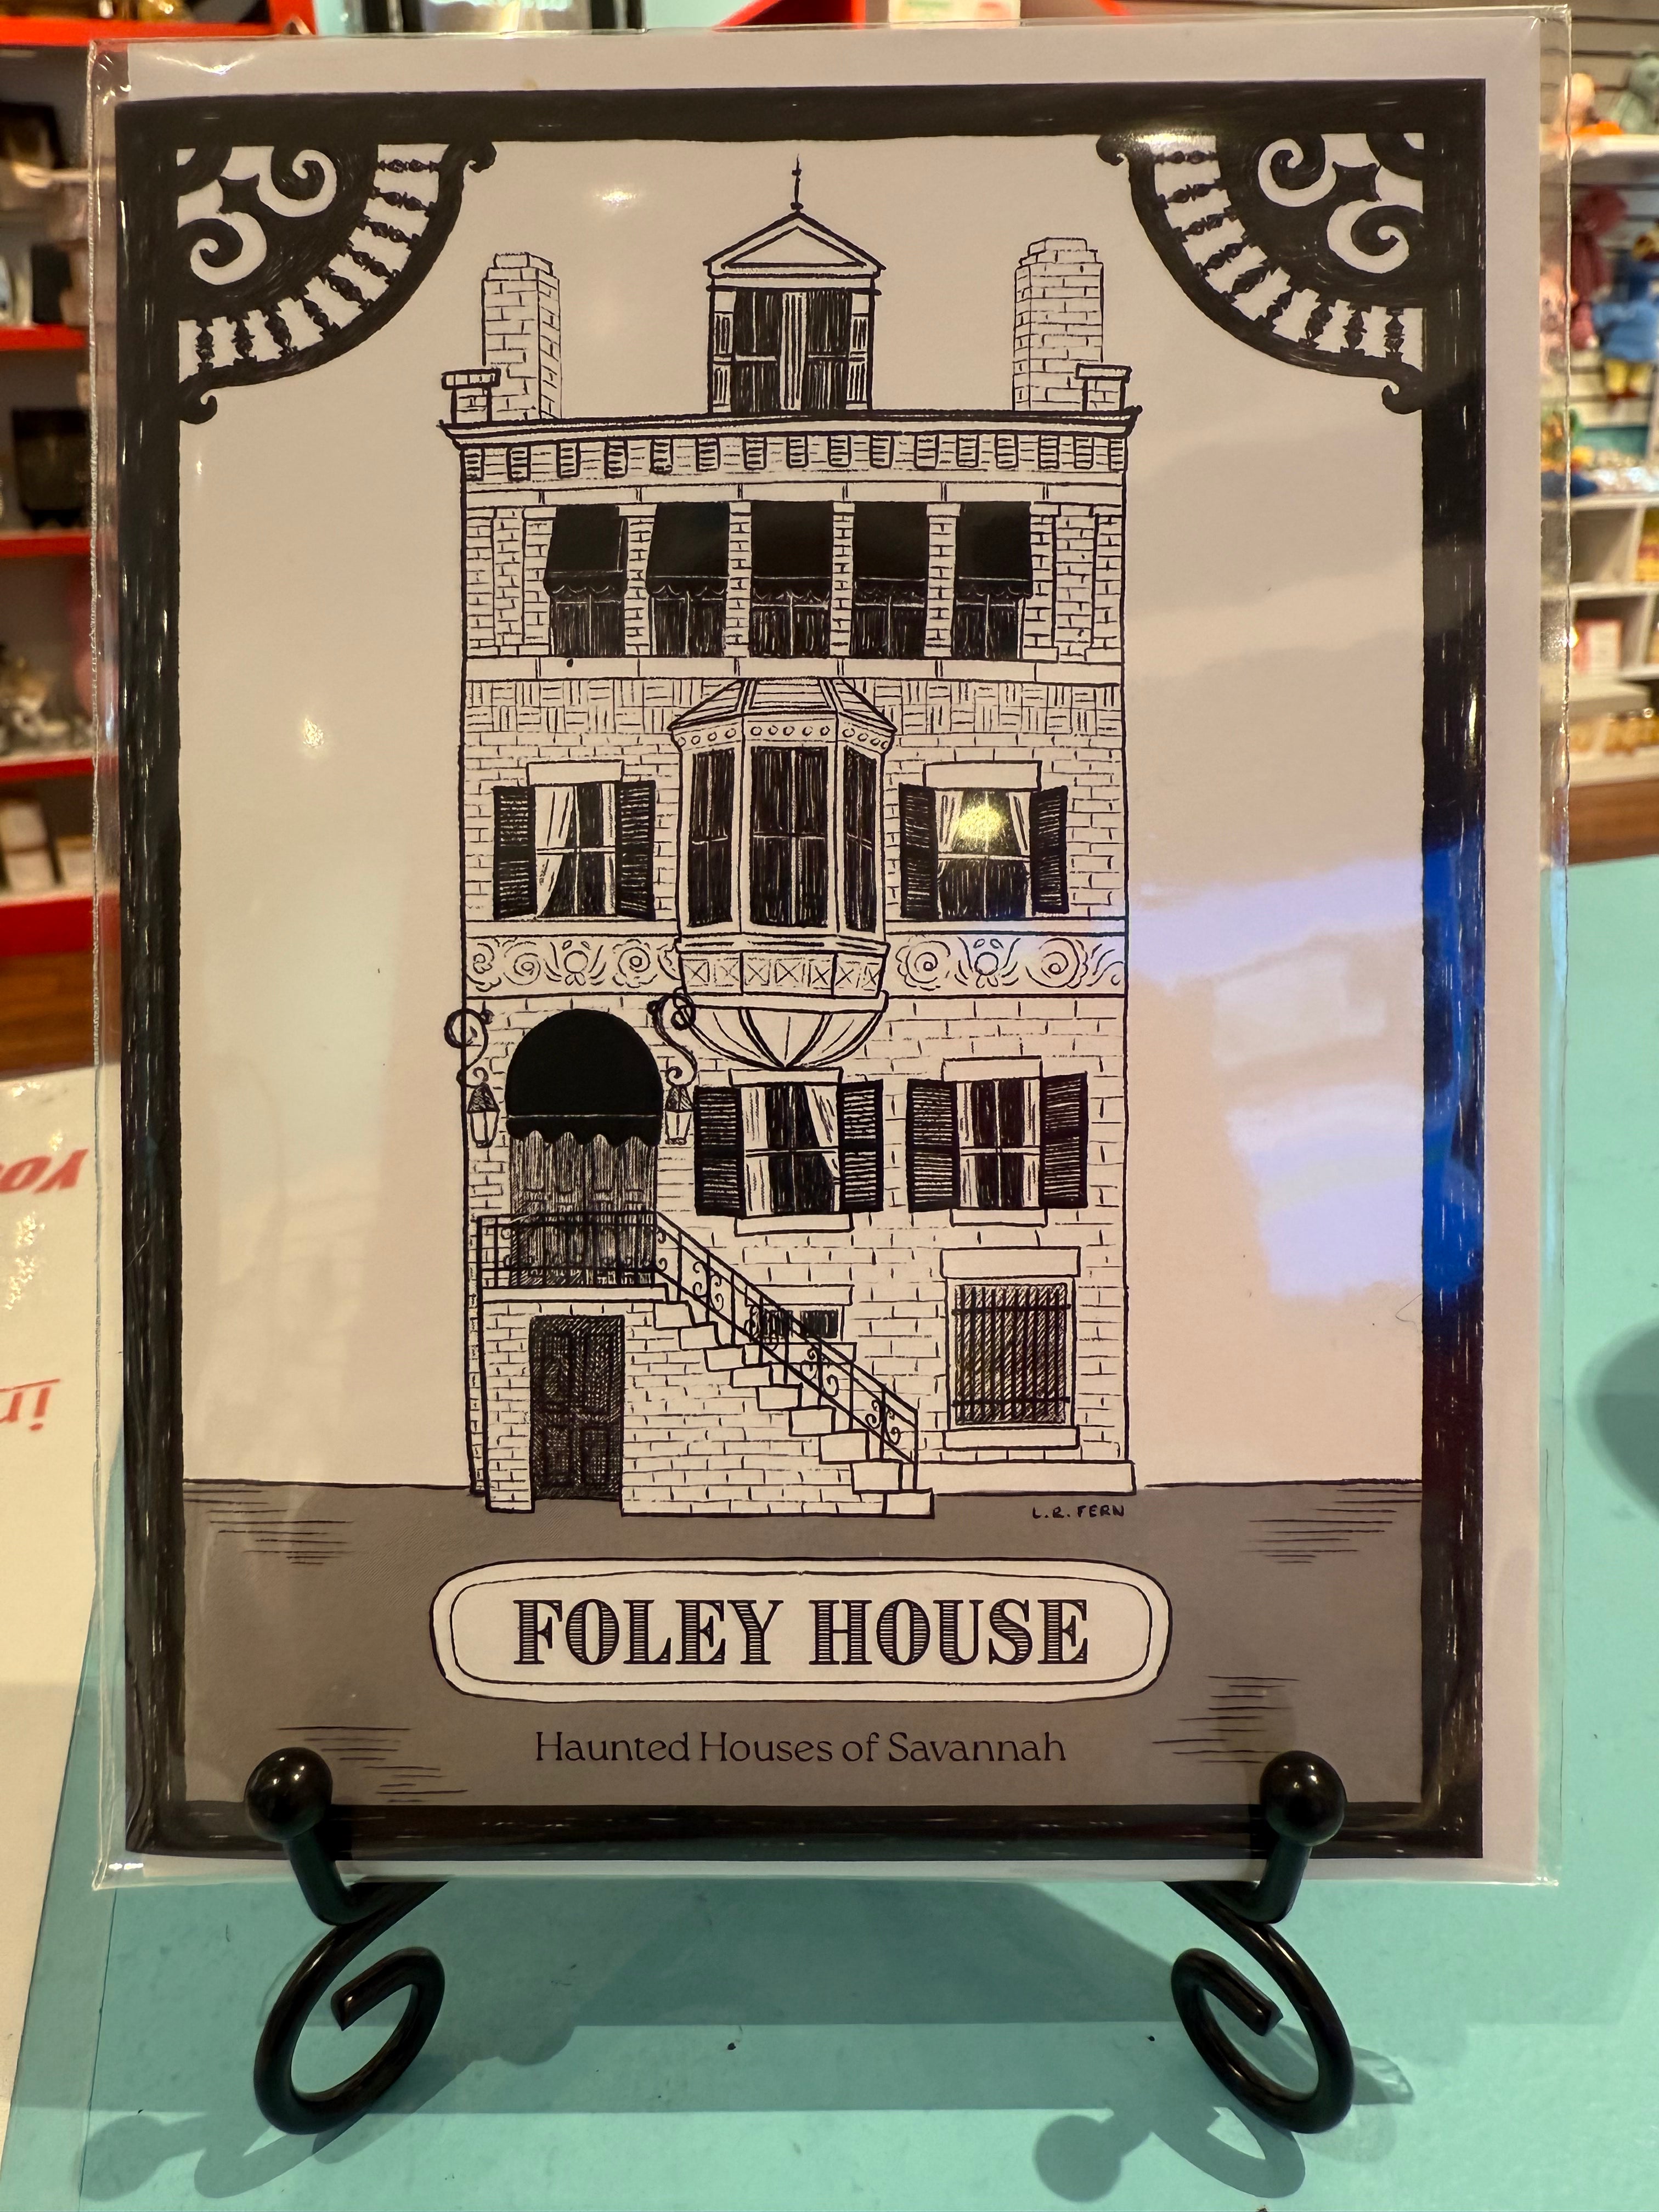 L.R. FERN
FOLEY HOUSE
Haunted Houses of Savannah